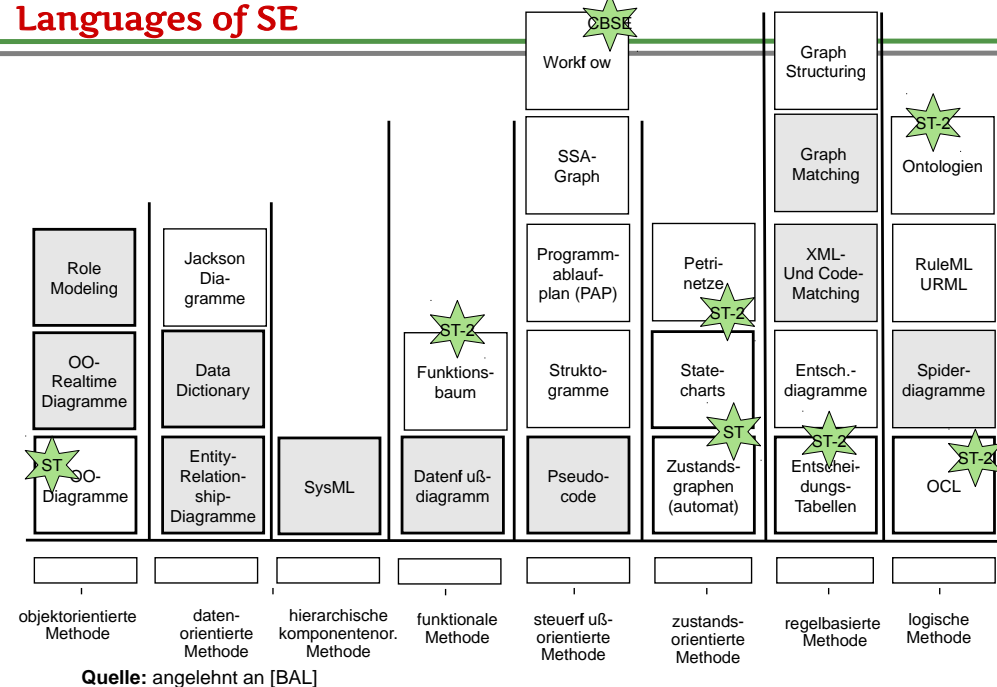 Languages of SE
CBSE
Workf ow
Graph
Structuring
SSA-
Graph
Graph
Matching
ST-2
Ontologien
Role
Modeling
Jackson
Dia-
gramme
Programm-
ablauf-
plan (PAP)
Petri-
netze
ST-2
XML-
Und Code-
Matching
RuleML
URML
OO-
Realtime
Diagramme
Data
Dictionary
ST-2
Funktions-
baum
Strukto-
gramme
State-
charts
ST
Entsch.-
diagramme
Spider-
diagramme
ST
OO-
Diagramme
Entity-
Relation-
ship-
Diagramme
SysML
Datenf uß-
diagramm
Pseudo-
code
Zustands-
graphen
(automat)
ST-2
Entschei-
dungs-
Tabellen
ST-2
OCL
objektorientierte
Methode
daten-
orientierte
Methode
hierarchische
komponentenor.
Methode
funktionale
Methode
steuerf uß-
orientierte
Methode
zustands-
orientierte
Methode
regelbasierte
Methode
logische
Methode
Quelle: angelehnt an [BAL]